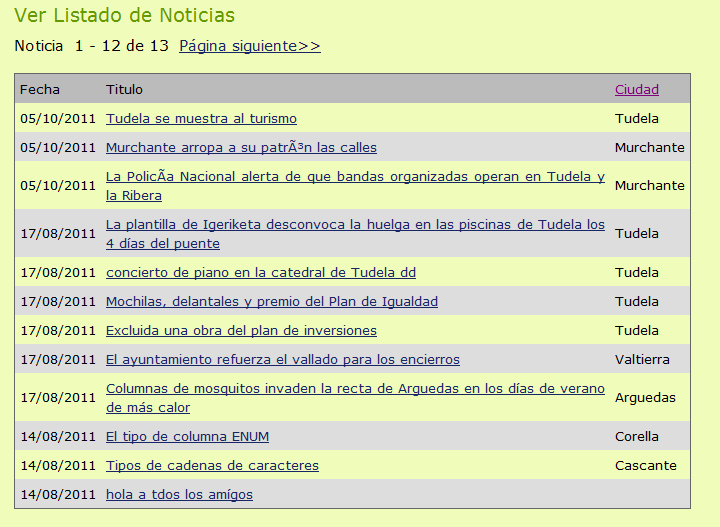 Ver Listado de Noticias
Noticia 1 - 12 de 13 Página siguiente>>
Fecha Titulo Ciudad
05/10/2011 Tudela se muestra al turismo Tudela
05/10/2011 Murchante arropa a su patrÃ³n las calles Murchante
05/10/2011 La PolicÃa Nacional alerta de que bandas organizadas operan en Tudela y
la Ribera Murchante
17/08/2011 La plantilla de Igeriketa desconvoca la huelga en las piscinas de Tudela los
4 días del puente Tudela
17/08/2011 concierto de piano en la catedral de Tudela dd Tudela
17/08/2011 Mochilas, delantales y premio del Plan de Igualdad Tudela
17/08/2011 Excluida una obra del plan de inversiones Tudela
17/08/2011 El ayuntamiento refuerza el vallado para los encierros Valtierra
17/08/2011 Columnas de mosquitos invaden la recta de Arguedas en los días de verano
de más calor Arguedas
14/08/2011 El tipo de columna ENUM Corella
14/08/2011 Tipos de cadenas de caracteres Cascante
14/08/2011 hola a tdos los amígos